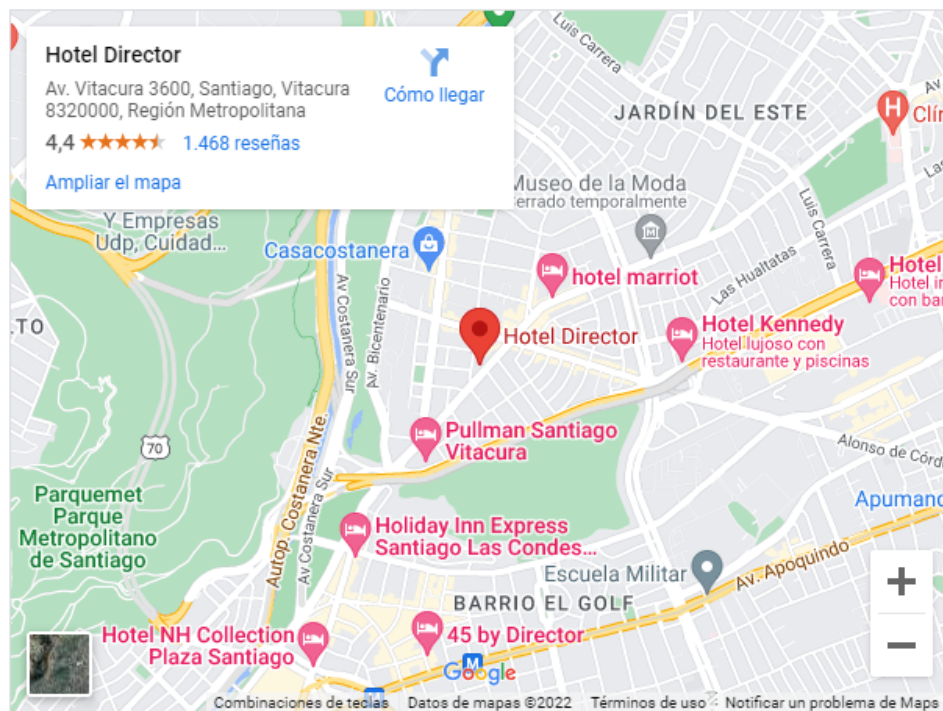 Hotel Director
Av. Vitacura 3600, Santiago, Vitacura
8320000, Región Metropolitana
4,4
1.468 reseñas
Ampliar el mapa
Cómo llegar
Luis Carrera
JARDÍN DEL ESTE
Av
H
Clín
Las
Museo de la Moda
Cerrado temporalmente
Y Empresas
Udp, Cuidad...
Casacostanera
Luis Carrera
Las Hualtatas
hotel marriot
Hotel
Hotel in
con bar
TO
Av Costanera Sur
Av. Bicentenario
Hotel Director
Hotel Kennedy
Hotel lujoso con
restaurante y piscinas
70
Pullman Santiago
Vitacura
Alonso de Córd
Autop. Costanera Nte.
Av Costanera Sur
Parquemet
Parque
Metropolitano
de Santiago
Apumanq
Holiday Inn Express
Santiago Las Condes...
Escuela Militar
Av. Apoquindo
BARRIO EL GOLF
+
−
Hotel NH Collection
Plaza Santiago
45 by Director
M
Google
Combinaciones de teclas
Datos de mapas ©2022
Términos de uso
Notificar un problema de Maps